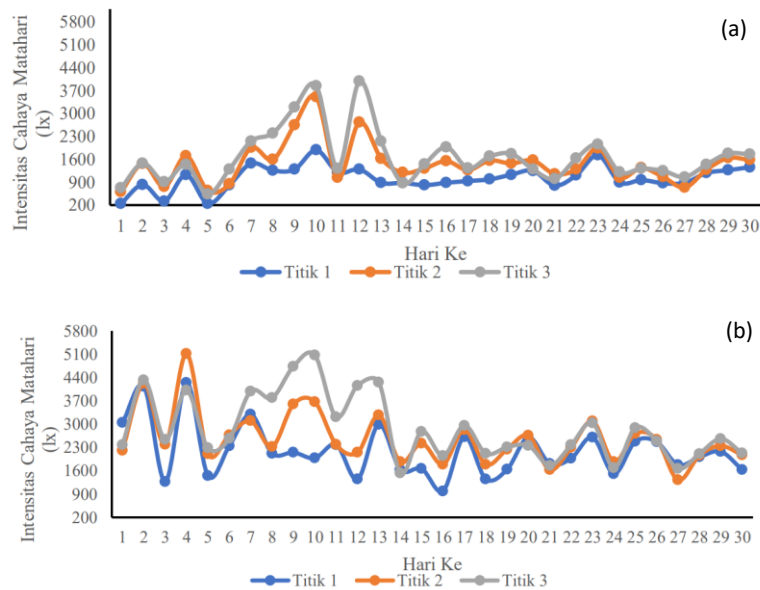 (a)
Intensitas Cahaya Matahari
(lx)
5800
5100
4400
3700
3000
2300
1600
900
200
1 2 3 4 5 6 7 8 9 10 11 12 13 14 15 16 17 18 19 20 21 22 23 24 25 26 27 28 29 30
Hari Ke
Titik 1 Titik 2 Titik 3
(b)
Intensitas Cahaya Matahari
(lx)
5800
5100
4400
3700
3000
2300
1600
900
200
1 2 3 4 5 6 7 8 9 10 11 12 13 14 15 16 17 18 19 20 21 22 23 24 25 26 27 28 29 30
Hari Ke
Titik 1 Titik 2 Titik 3